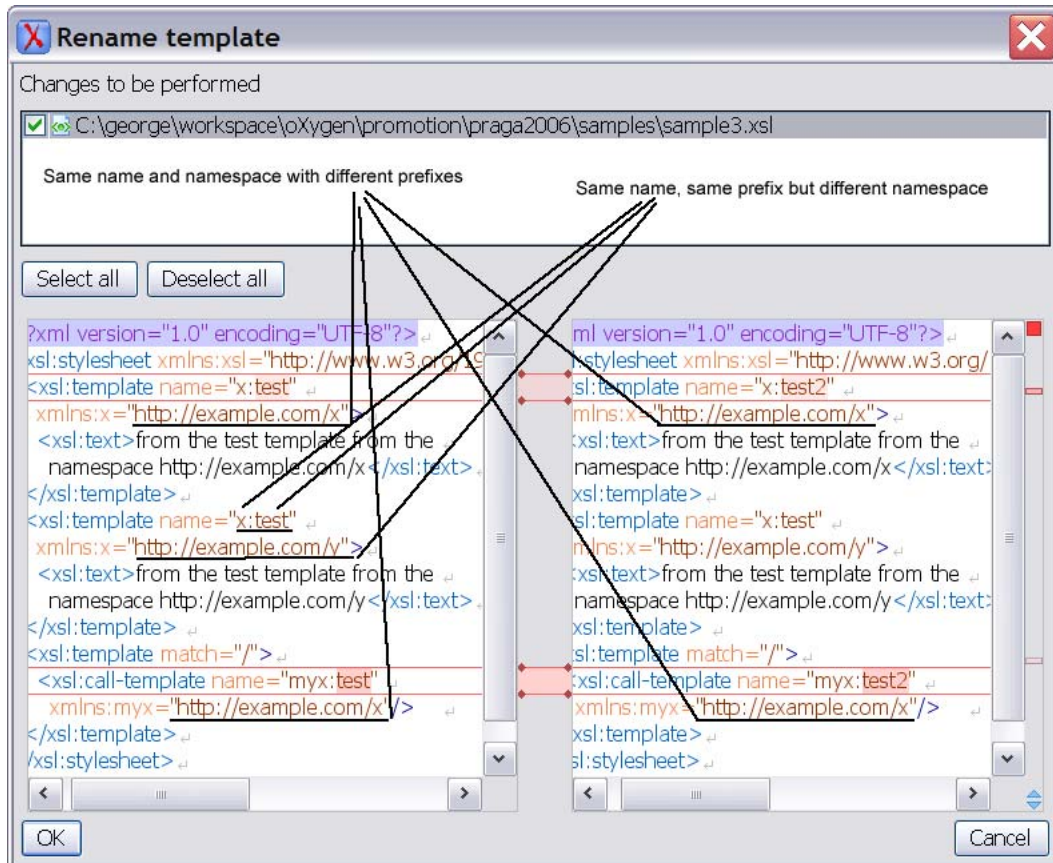 Rename template
Changes to be performed
C:\george\workspace\oXygen\promotion\praga2006\samples\sample3.xsl
Same name and namespace with different prefixes
Same name, same prefix but different namespace
Select all
Deselect all
?xml version="1.0" encoding="UTF-8"?>
xsl:stylesheet xmlns:xsl="http://www.w3.org/19
<xsl:template name="x:test"
xmlns:x="http://example.com/x">
<xsl:text>from the test template from the
namespace http://example.com/x</xsl:text>
</xsl:template>
<xsl:template name="x:test"
xmlns:x="http://example.com/y">
<xsl:text>from the test template from the
namespace http://example.com/y</xsl:text>
</xsl:template>
<xsl:template match="/">
<xsl:call-template name="myx:test"
xmlns:myx="http://example.com/x"/>
</xsl:template>
/xsl:stylesheet>
ml version="1.0" encoding="UTF-8"?>
l:stylesheet xmlns:xsl="http://www.w3.org/
xsl:template name="x:test2"
mlns:x="http://example.com/x">
<xsl:text>from the test template from the
namespace http://example.com/x</xsl:text>
/xsl:template>
xsl:template name="x:test"
mlns:x="http://example.com/y">
<xsl:text>from the test template from the
namespace http://example.com/y</xsl:text>
/xsl:template>
xsl:template match="/">
<xsl:call-template name="myx:test2"
xmlns:myx="http://example.com/x"/>
/xsl:template>
sl:stylesheet>
OK
Cancel